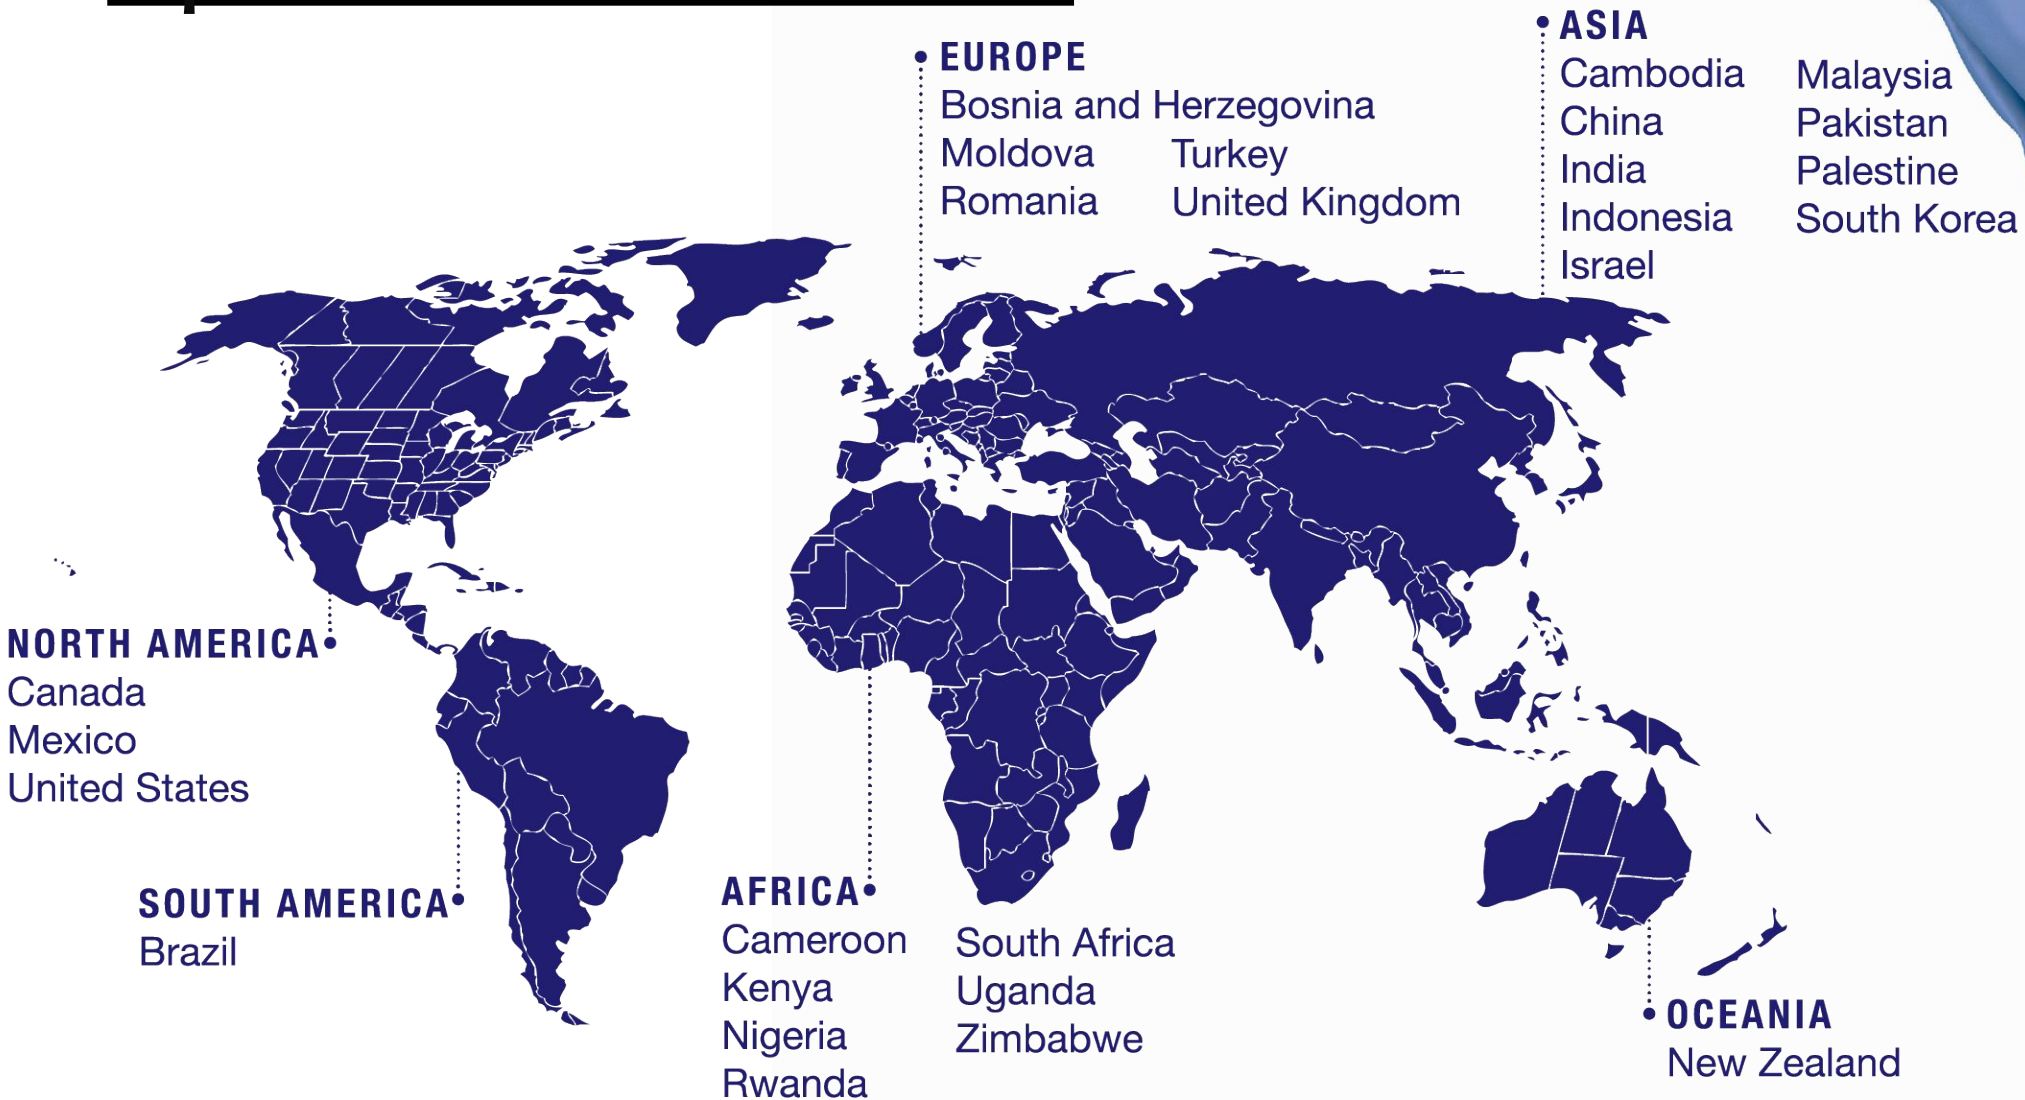 EUROPE
Bosnia and Herzegovina
Moldova Turkey
Romania United Kingdom
ASIA
Cambodia Malaysia
China Pakistan
India Palestine
Indonesia South Korea
Israel
NORTH AMERICA
Canada
Mexico
United States
SOUTH AMERICA
Brazil
AFRICA
Cameroon South Africa
Kenya Uganda
Nigeria Zimbabwe
Rwanda
OCEANIA
New Zealand